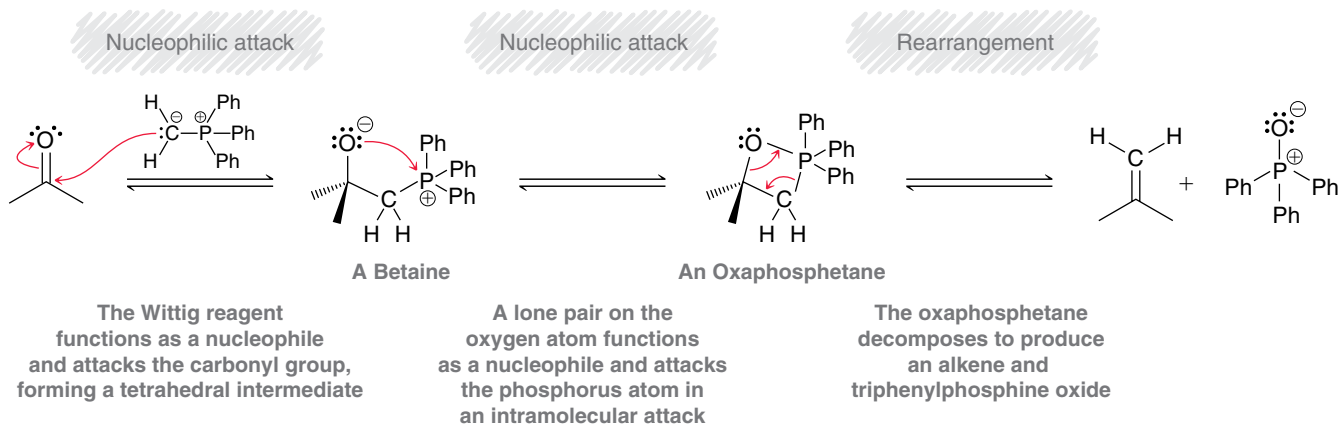 Nucleophilic attack
Nucleophilic attack
Rearrangement
O
H
C
⊖
H
P
⊕
Ph
Ph
Ph
O
⊖
P
⊕
Ph
Ph
Ph
C
H H
O
P
Ph
Ph
Ph
C
H H
H H
C
+
O
⊖
P
⊕
Ph
Ph
Ph
A Betaine
An Oxaphosphetane
The Wittig reagent
functions as a nucleophile
and attacks the carbonyl group,
forming a tetrahedral intermediate
A lone pair on the
oxygen atom functions
as a nucleophile and attacks
the phosphorus atom in
an intramolecular attack
The oxaphosphetane
decomposes to produce
an alkene and
triphenylphosphine oxide